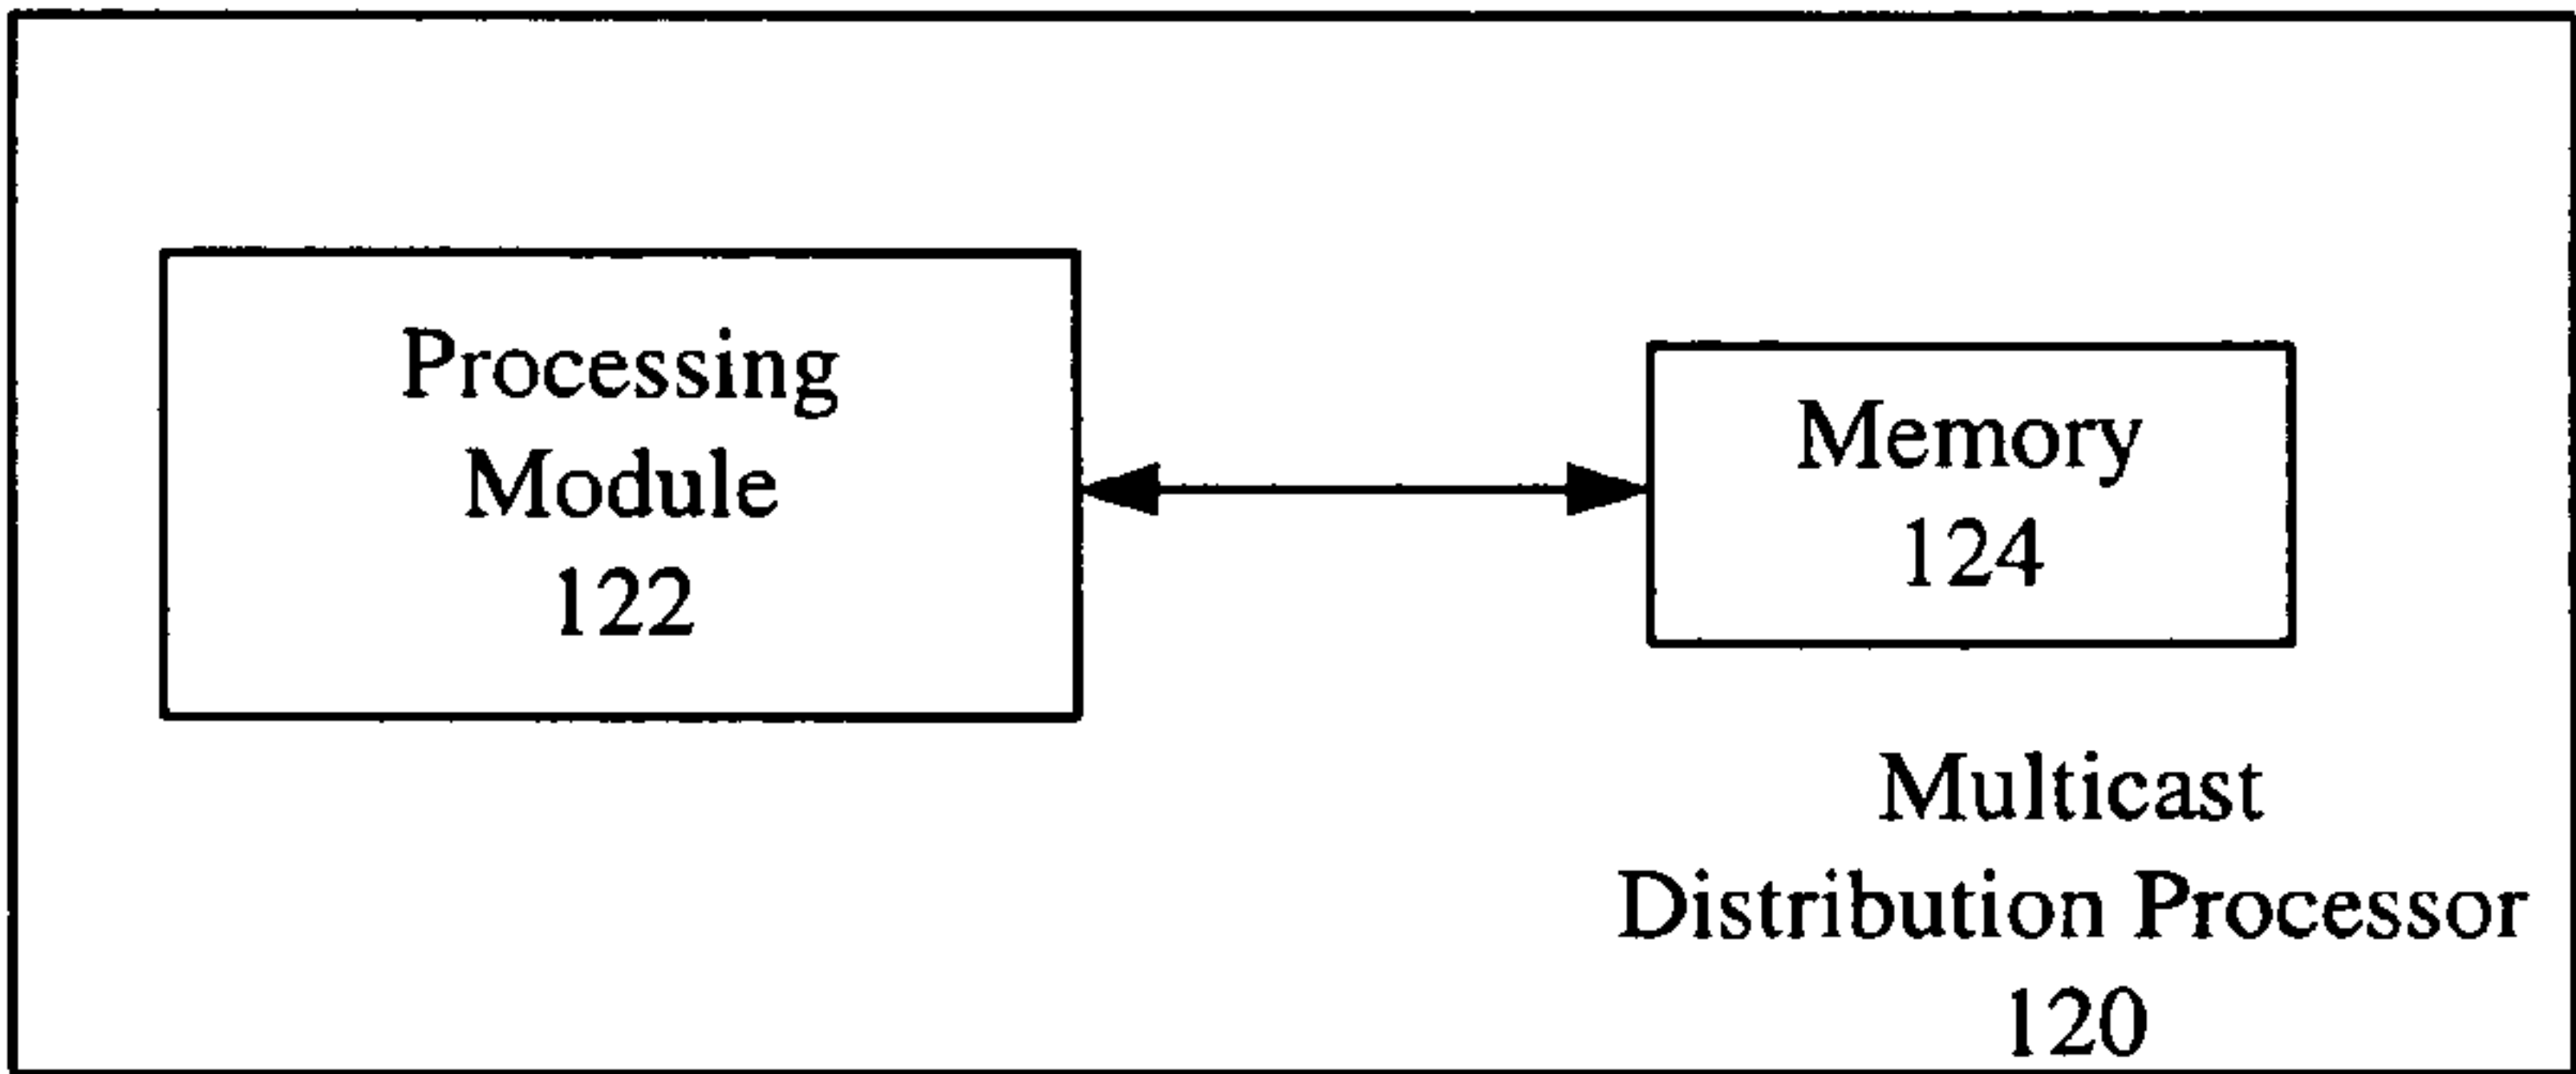 Processing
Module
122
Memory
124
Multicast
Distribution Processor
120